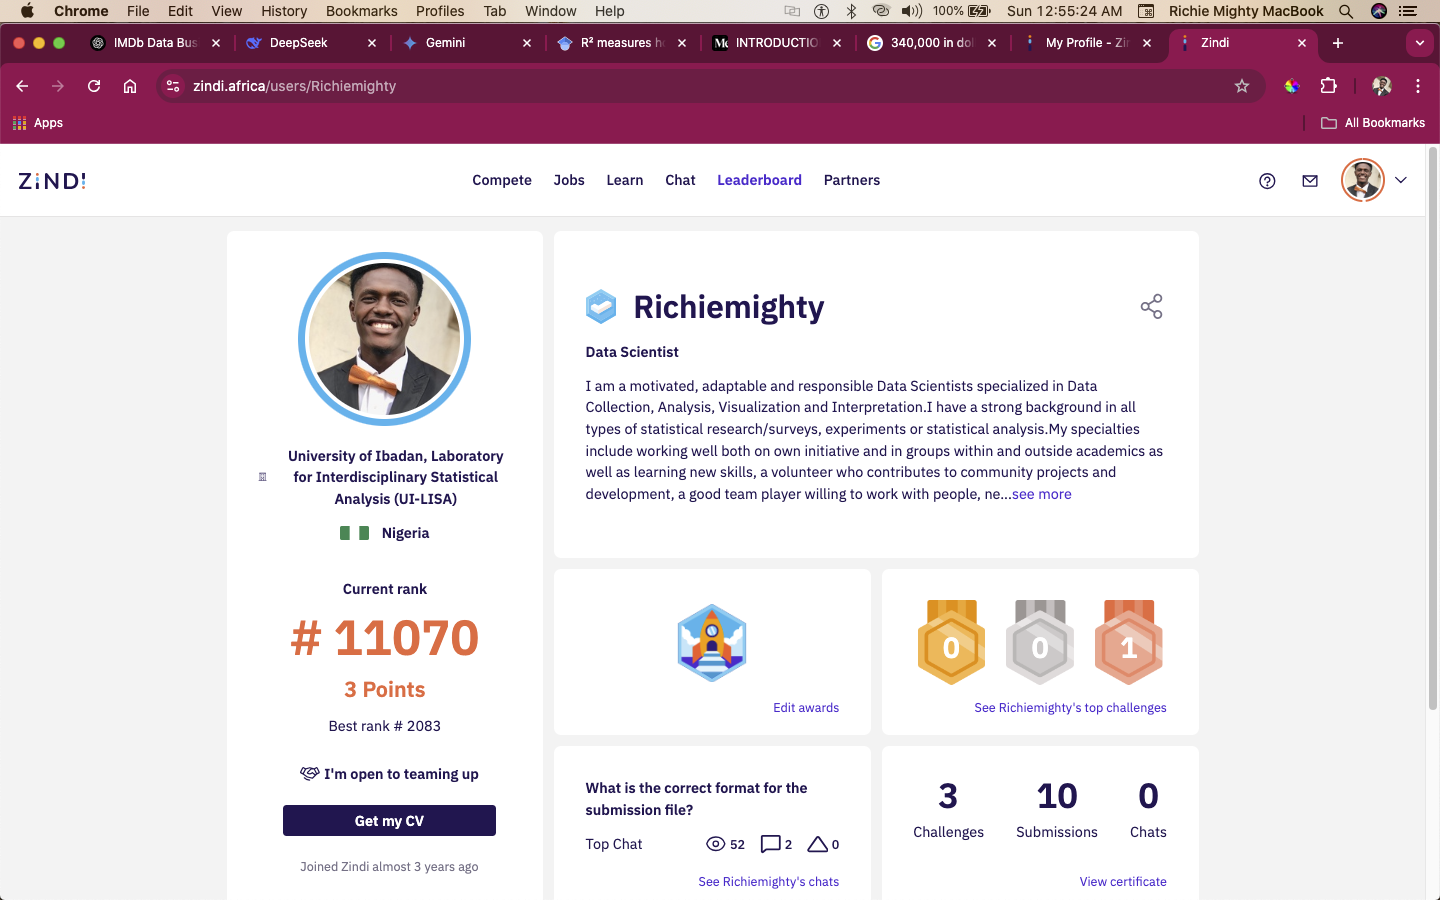 Chrome File Edit View History Bookmarks Profiles Tab Window Help 100% Sun 12:55:24 AM Richie Mighty MacBook
IMDb Data Bus DeepSeek Gemini R² measures ho INTRODUCTIO 340,000 in dol My Profile - Zin Zindi
zindi.africa/users/Richiemighty
Apps All Bookmarks
ZiNDi Compete Jobs Learn Chat Leaderboard Partners
Richiemighty
Data Scientist
I am a motivated, adaptable and responsible Data Scientists specialized in Data
Collection, Analysis, Visualization and Interpretation.I have a strong background in all
types of statistical research/surveys, experiments or statistical analysis.My specialties
include working well both on own initiative and in groups within and outside academics as
well as learning new skills, a volunteer who contributes to community projects and
development, a good team player willing to work with people, ne...see more
University of Ibadan, Laboratory
for Interdisciplinary Statistical
Analysis (UI-LISA)
Nigeria
Current rank
# 11070
3 Points
Best rank # 2083
I'm open to teaming up
Get my CV
Joined Zindi almost 3 years ago
Edit awards
0 0 1
See Richiemighty's top challenges
What is the correct format for the
submission file?
Top Chat 52 2 0
See Richiemighty's chats
3 10 0
Challenges Submissions Chats
View certificate